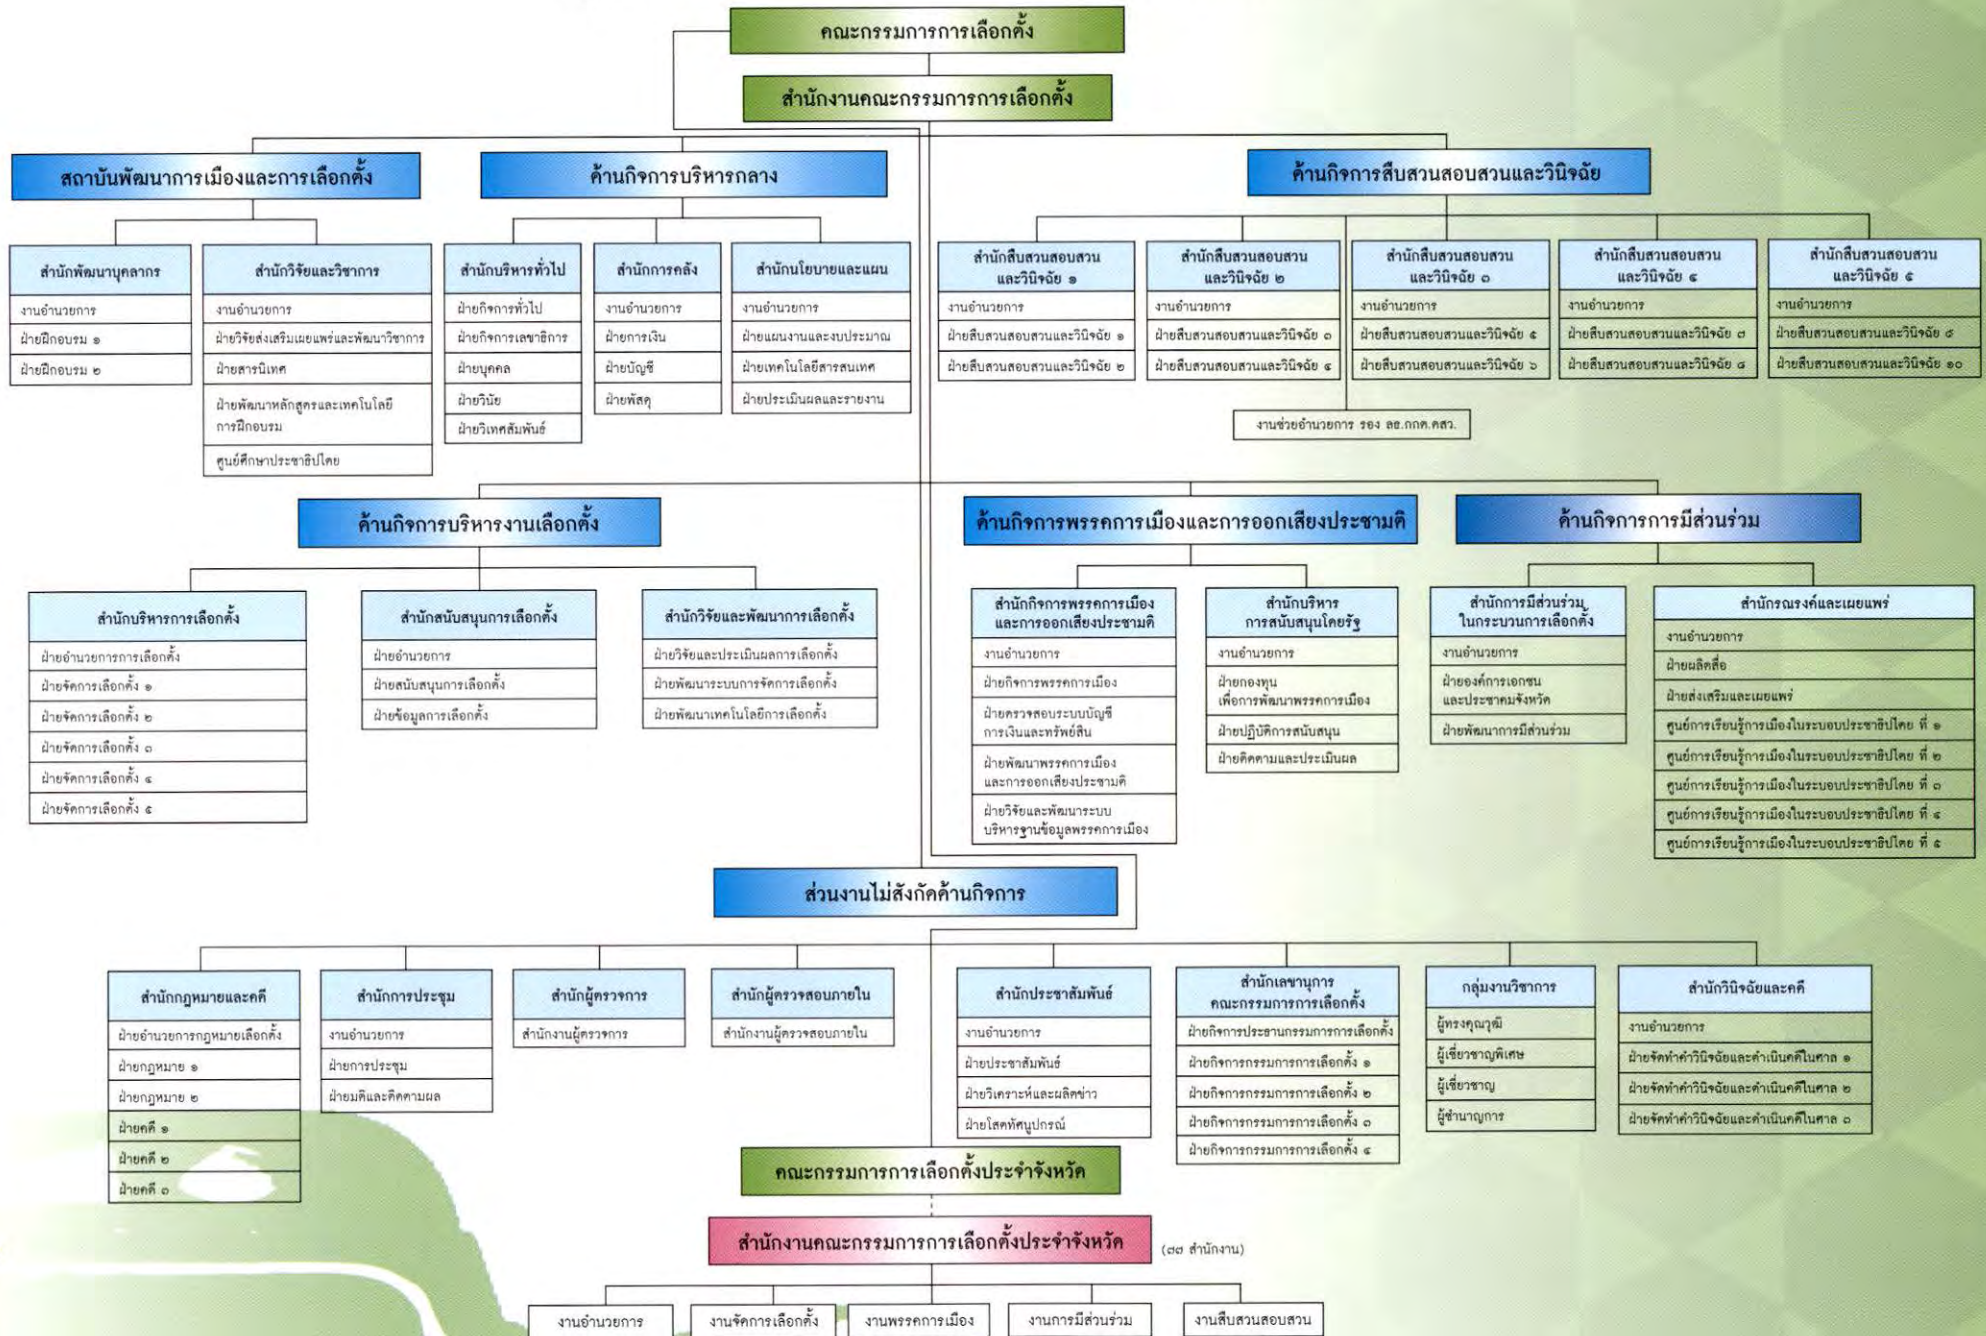 คณะกรรมการการเลือกตั้ง
สำนักงานคณะกรรมการการเลือกตั้ง
สถาบันพัฒนาการเมืองและการเลือกตั้ง
สำนักพัฒนาบุคลากร
งานอำนวยการ
ฝ่ายฝึกอบรม ๑
ฝ่ายฝึกอบรม ๒
สำนักวิจัยและวิชาการ
งานอำนวยการ
ฝ่ายวิจัยส่งเสริมเผยแพร่และพัฒนาวิชาการ
ฝ่ายสารนิเทศ
ฝ่ายพัฒนาหลักสูตรและเทคโนโลยี
การฝึกอบรม
ศูนย์ศึกษาประชาธิปไตย
ด้านกิจการบริหารกลาง
สำนักบริหารทั่วไป
ฝ่ายกิจการทั่วไป
ฝ่ายกิจการเลขาธิการ
ฝ่ายบุคคล
ฝ่ายวินัย
ฝ่ายวิเทศสัมพันธ์
สำนักการคลัง
งานอำนวยการ
ฝ่ายการเงิน
ฝ่ายบัญชี
ฝ่ายพัสดุ
สำนักนโยบายและแผน
งานอำนวยการ
ฝ่ายแผนงานและงบประมาณ
ฝ่ายเทคโนโลยีสารสนเทศ
ฝ่ายประเมินผลและรายงาน
ด้านกิจการสืบสวนสอบสวนและวินิจฉัย
สำนักสืบสวนสอบสวน
และวินิจฉัย ๑
งานอำนวยการ
ฝ่ายสืบสวนสอบสวนและวินิจฉัย ๑
ฝ่ายสืบสวนสอบสวนและวินิจฉัย ๒
สำนักสืบสวนสอบสวน
และวินิจฉัย ๒
งานอำนวยการ
ฝ่ายสืบสวนสอบสวนและวินิจฉัย ๓
ฝ่ายสืบสวนสอบสวนและวินิจฉัย ๔
สำนักสืบสวนสอบสวน
และวินิจฉัย ๓
งานอำนวยการ
ฝ่ายสืบสวนสอบสวนและวินิจฉัย ๕
ฝ่ายสืบสวนสอบสวนและวินิจฉัย ๖
สำนักสืบสวนสอบสวน
และวินิจฉัย ๔
งานอำนวยการ
ฝ่ายสืบสวนสอบสวนและวินิจฉัย ๗
ฝ่ายสืบสวนสอบสวนและวินิจฉัย ๘
สำนักสืบสวนสอบสวน
และวินิจฉัย ๕
งานอำนวยการ
ฝ่ายสืบสวนสอบสวนและวินิจฉัย ๙
ฝ่ายสืบสวนสอบสวนและวินิจฉัย ๑๐
งานช่วยอำนวยการ รอง ลธ.กกต.ดสว.
ด้านกิจการบริหารงานเลือกตั้ง
สำนักบริหารการเลือกตั้ง
ฝ่ายอำนวยการการเลือกตั้ง
ฝ่ายจัดการเลือกตั้ง ๑
ฝ่ายจัดการเลือกตั้ง ๒
ฝ่ายจัดการเลือกตั้ง ๓
ฝ่ายจัดการเลือกตั้ง ๔
ฝ่ายจัดการเลือกตั้ง ๕
สำนักสนับสนุนการเลือกตั้ง
ฝ่ายอำนวยการ
ฝ่ายสนับสนุนการเลือกตั้ง
ฝ่ายข้อมูลการเลือกตั้ง
สำนักวิจัยและพัฒนาการเลือกตั้ง
ฝ่ายวิจัยและประเมินผลการเลือกตั้ง
ฝ่ายพัฒนาระบบการจัดการเลือกตั้ง
ฝ่ายพัฒนาเทคโนโลยีการเลือกตั้ง
ด้านกิจการพรรคการเมืองและการออกเสียงประชามติ
สำนักกิจการพรรคการเมือง
และการออกเสียงประชามติ
งานอำนวยการ
ฝ่ายกิจการพรรคการเมือง
ฝ่ายตรวจสอบระบบบัญชี
การเงินและทรัพย์สิน
ฝ่ายพัฒนาพรรคการเมือง
และการออกเสียงประชามติ
ฝ่ายวิจัยและพัฒนาระบบ
บริหารฐานข้อมูลพรรคการเมือง
สำนักบริหาร
การสนับสนุนโดยรัฐ
งานอำนวยการ
ฝ่ายกองทุน
เพื่อการพัฒนาพรรคการเมือง
ฝ่ายปฏิบัติการสนับสนุน
ฝ่ายติดตามและประเมินผล
ด้านกิจการการมีส่วนร่วม
สำนักการมีส่วนร่วม
ในกระบวนการเลือกตั้ง
งานอำนวยการ
ฝ่ายองค์การเอกชน
และประชาคมจังหวัด
ฝ่ายพัฒนาการมีส่วนร่วม
สำนักรณรงค์และเผยแพร่
งานอำนวยการ
ฝ่ายผลิตสื่อ
ฝ่ายส่งเสริมและเผยแพร่
ศูนย์การเรียนรู้การเมืองในระบอบประชาธิปไตย ที่ ๑
ศูนย์การเรียนรู้การเมืองในระบอบประชาธิปไตย ที่ ๒
ศูนย์การเรียนรู้การเมืองในระบอบประชาธิปไตย ที่ ๓
ศูนย์การเรียนรู้การเมืองในระบอบประชาธิปไตย ที่ ๔
ศูนย์การเรียนรู้การเมืองในระบอบประชาธิปไตย ที่ ๕
ส่วนงานไม่สังกัดด้านกิจการ
สำนักกฎหมายและคดี
ฝ่ายอำนวยการกฎหมายเลือกตั้ง
ฝ่ายกฎหมาย ๑
ฝ่ายกฎหมาย ๒
ฝ่ายคดี ๑
ฝ่ายคดี ๒
ฝ่ายคดี ๓
สำนักการประชุม
งานอำนวยการ
ฝ่ายการประชุม
ฝ่ายมติและติดตามผล
สำนักผู้ตรวจการ
สำนักงานผู้ตรวจการ
สำนักผู้ตรวจสอบภายใน
สำนักงานผู้ตรวจสอบภายใน
สำนักประชาสัมพันธ์
งานอำนวยการ
ฝ่ายประชาสัมพันธ์
ฝ่ายวิเคราะห์และผลิตข่าว
ฝ่ายโสตทัศนูปกรณ์
สำนักเลขานุการ
คณะกรรมการการเลือกตั้ง
ฝ่ายกิจการประธานกรรมการการเลือกตั้ง
ฝ่ายกิจการกรรมการการเลือกตั้ง ๑
ฝ่ายกิจการกรรมการการเลือกตั้ง ๒
ฝ่ายกิจการกรรมการการเลือกตั้ง ๓
ฝ่ายกิจการกรรมการการเลือกตั้ง ๔
กลุ่มงานวิชาการ
ผู้ทรงคุณวุฒิ
ผู้เชี่ยวชาญพิเศษ
ผู้เชี่ยวชาญ
ผู้ชำนาญการ
สำนักวินิจฉัยและคดี
งานอำนวยการ
ฝ่ายจัดทำคำวินิจฉัยและดำเนินคดีในศาล ๑
ฝ่ายจัดทำคำวินิจฉัยและดำเนินคดีในศาล ๒
ฝ่ายจัดทำคำวินิจฉัยและดำเนินคดีในศาล ๓
คณะกรรมการการเลือกตั้งประจำจังหวัด
สำนักงานคณะกรรมการการเลือกตั้งประจำจังหวัด
(๗๗ สำนักงาน)
งานอำนวยการ
งานจัดการเลือกตั้ง
งานพรรคการเมือง
งานการมีส่วนร่วม
งานสืบสวนสอบสวน